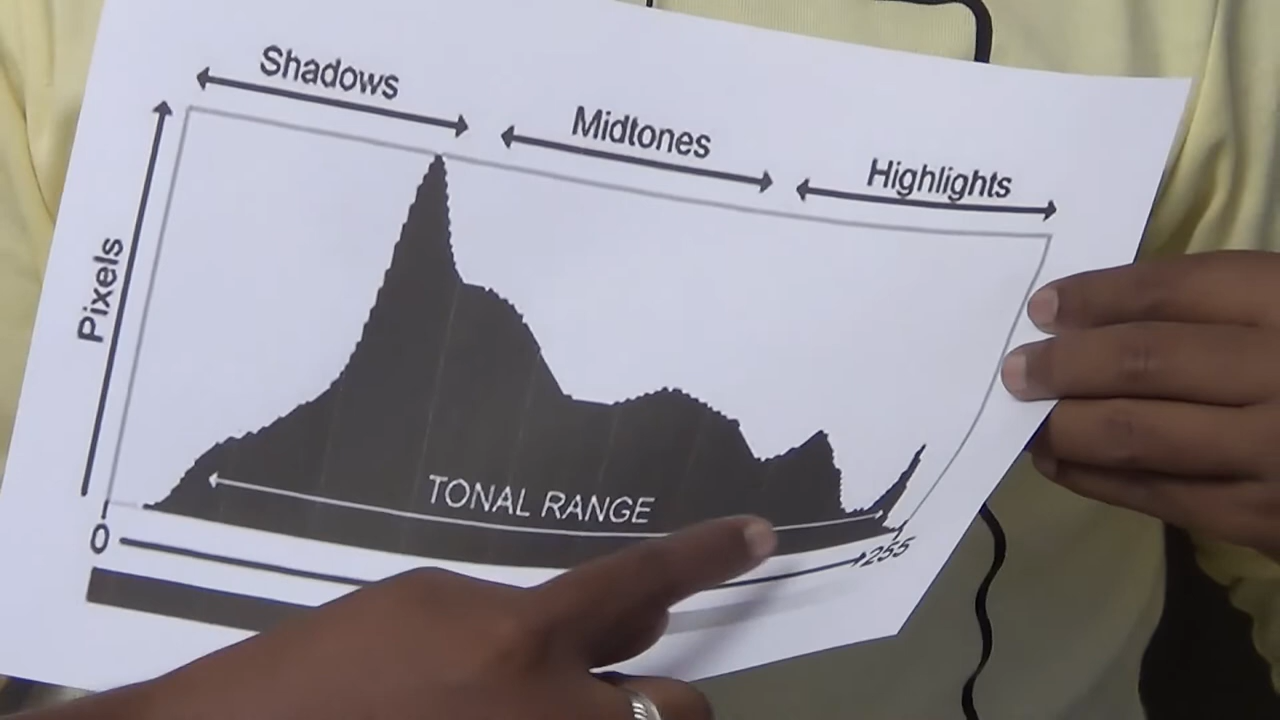 Shadows
Midtones
Highlights
Pixels
TONAL RANGE
0
255